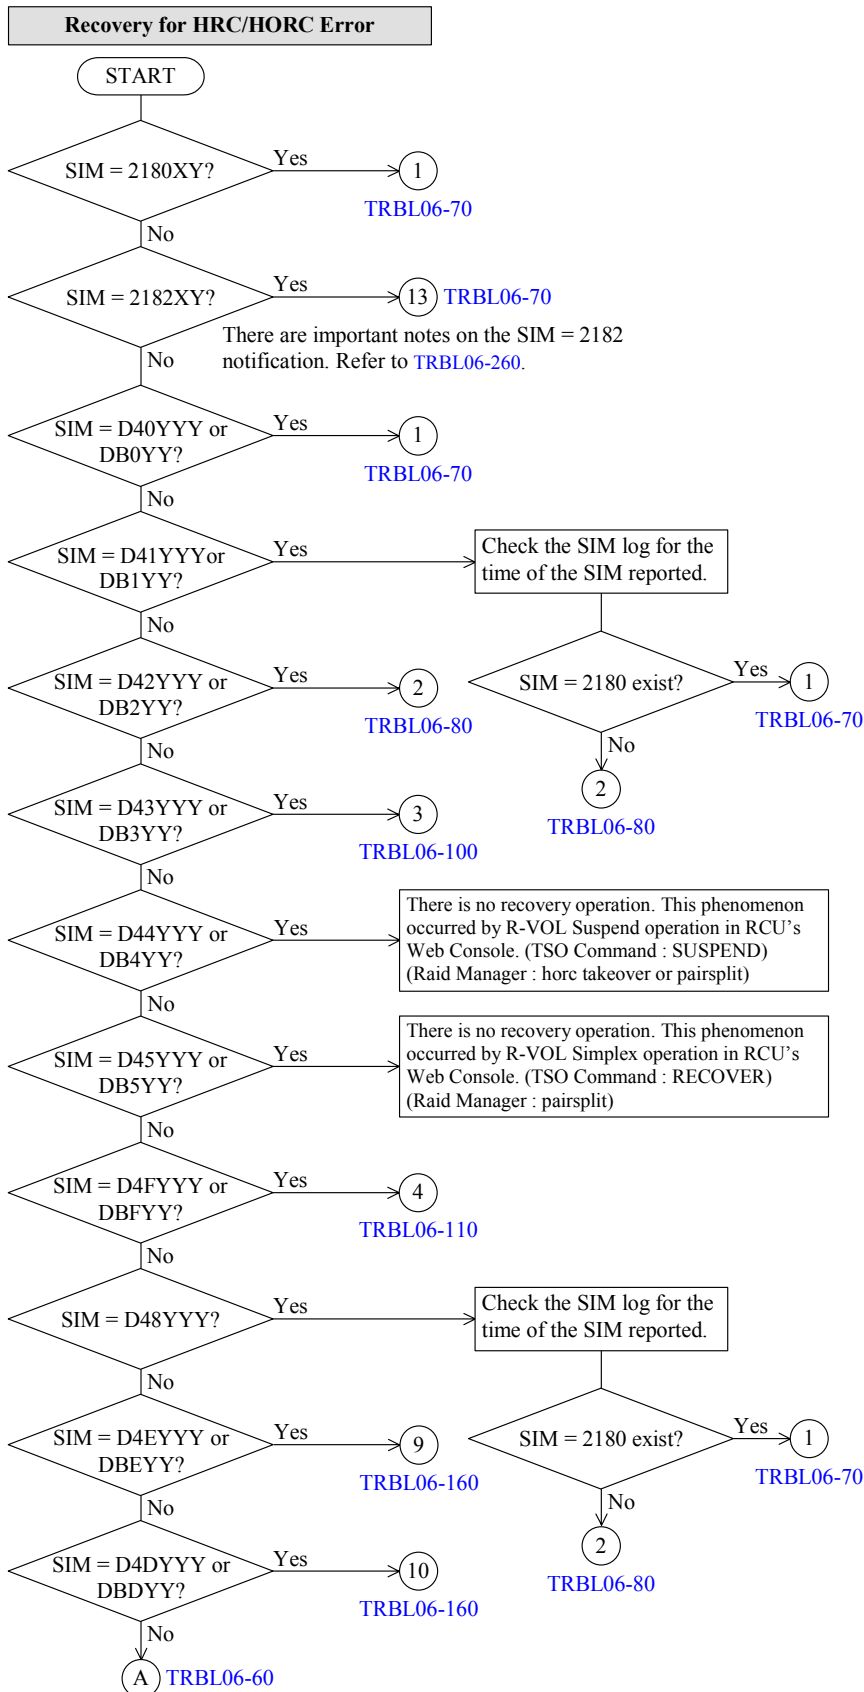 Recovery for HRC/HORC Error
START
SIM = 2180XY?
Yes
1
TRBL06-70
No
SIM = 2182XY?
Yes
13 TRBL06-70
There are important notes on the SIM = 2182
notification. Refer to TRBL06-260.
No
SIM = D40YYY or
DB0YY?
Yes
1
TRBL06-70
No
SIM = D41YYYor
DB1YY?
Yes
Check the SIM log for the
time of the SIM reported.
SIM = 2180 exist?
Yes
1
TRBL06-70
No
2
TRBL06-80
No
SIM = D42YYY or
DB2YY?
Yes
2
TRBL06-80
No
SIM = D43YYY or
DB3YY?
Yes
3
TRBL06-100
No
SIM = D44YYY or
DB4YY?
Yes
There is no recovery operation. This phenomenon
occurred by R-VOL Suspend operation in RCU's
Web Console. (TSO Command : SUSPEND)
(Raid Manager : horc takeover or pairsplit)
No
SIM = D45YYY or
DB5YY?
Yes
There is no recovery operation. This phenomenon
occurred by R-VOL Simplex operation in RCU's
Web Console. (TSO Command : RECOVER)
(Raid Manager : pairsplit)
No
SIM = D4FYYY or
DBFYY?
Yes
4
TRBL06-110
No
SIM = D48YYY?
Yes
Check the SIM log for the
time of the SIM reported.
SIM = 2180 exist?
Yes
1
TRBL06-70
No
2
TRBL06-80
No
SIM = D4EYYY or
DBEYY?
Yes
9
TRBL06-160
No
SIM = D4DYYY or
DBDYY?
Yes
10
TRBL06-160
No
A TRBL06-60